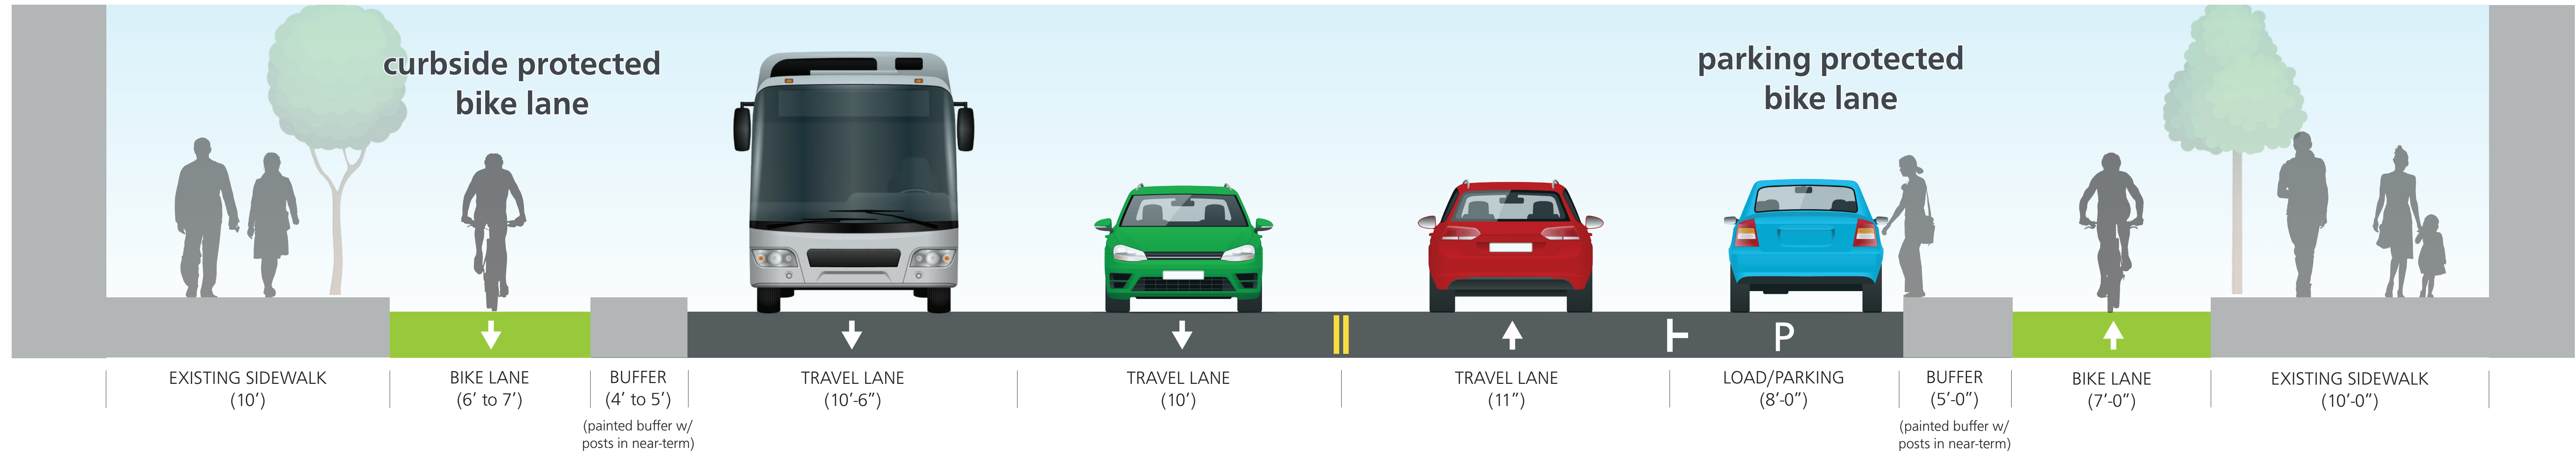 curbside protected
bike lane
parking protected
bike lane
P
EXISTING SIDEWALK
(10’)
BIKE LANE
(6’ to 7’)
BUFFER
(4’ to 5’)
(painted buffer w/
posts in near-term)
TRAVEL LANE
(10’-6”)
TRAVEL LANE
(10’)
TRAVEL LANE
(11”)
LOAD/PARKING
(8’-0”)
BUFFER
(5’-0”)
(painted buffer w/
posts in near-term)
BIKE LANE
(7’-0”)
EXISTING SIDEWALK
(10’-0”)